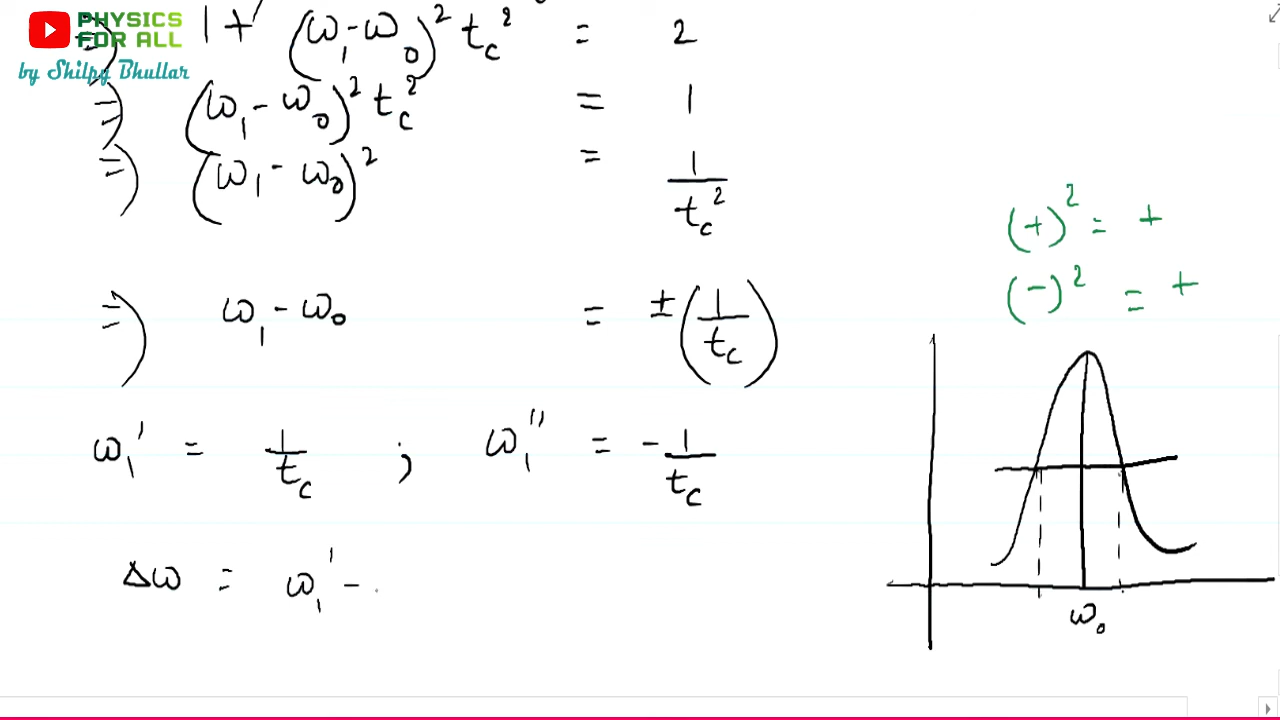 PHYSICS
FOR ALL
by Shilpy Bhullar
⇒ 1 + (ω₁ - ω₀)² t_c² = 2
⇒ (ω₁ - ω₀)² t_c² = 1
⇒ (ω₁ - ω₀)² = 1 / t_c²
⇒ ω₁ - ω₀ = ± (1 / t_c)
ω₁' = 1 / t_c ; ω₁'' = - 1 / t_c
Δω = ω₁' -
(+)² = +
(-)² = +
ω₀